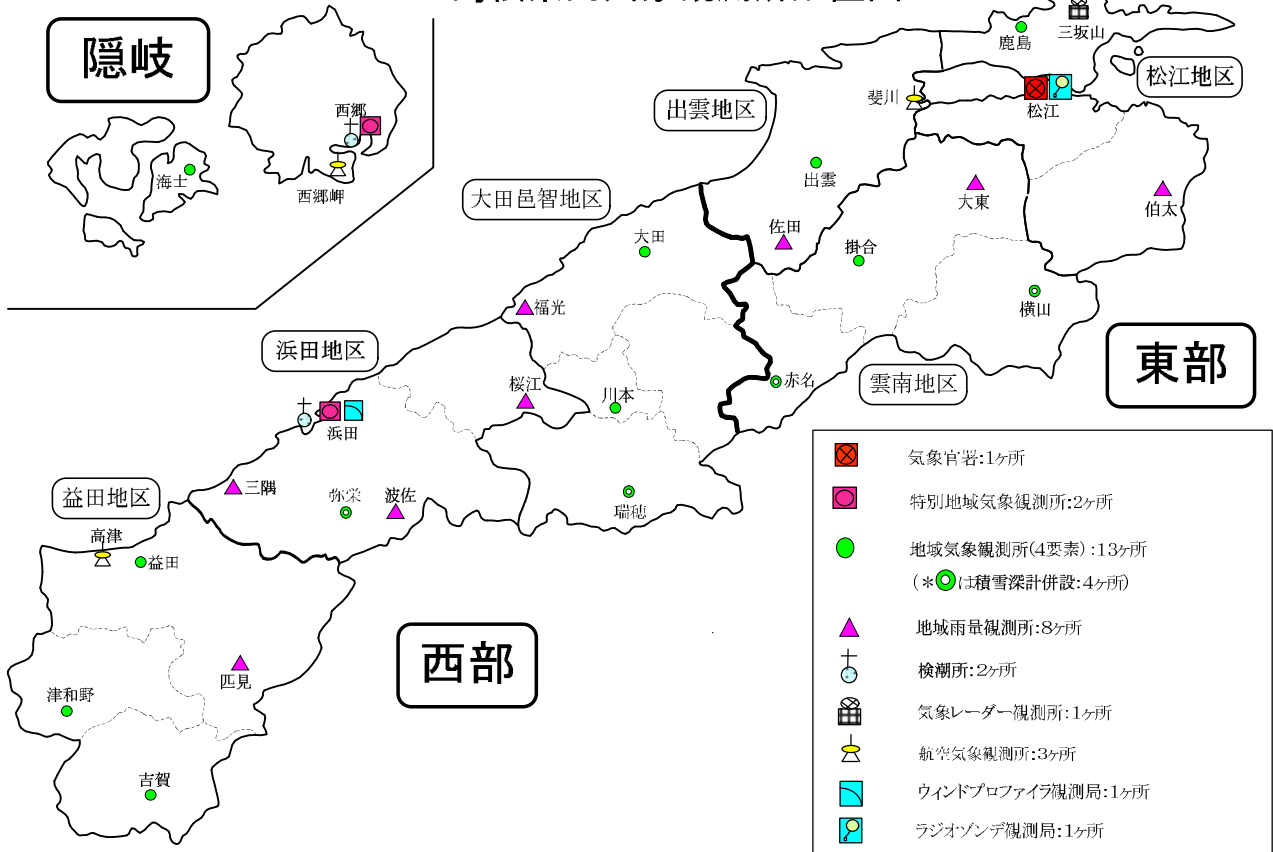 隠岐
西郷
海士
西郷岬
鹿島
三坂山
松江地区
出雲地区
斐川
松江
出雲
大田邑智地区
大東
伯太
佐田
大田
掛合
福光
横山
浜田地区
東部
桜江
赤名
川本
雲南地区
浜田
益田地区
三隅
弥栄
波佐
瑞穂
高津
益田
西部
匹見
津和野
吉賀
気象官署:1ヶ所
特別地域気象観測所:2ヶ所
地域気象観測所(4要素):13ヶ所
(*◎は積雪深計併設:4ヶ所)
地域雨量観測所:8ヶ所
検潮所:2ヶ所
気象レーダー観測所:1ヶ所
航空気象観測所:3ヶ所
ウィンドプロファイラ観測局:1ヶ所
ラジオゾンデ観測局:1ヶ所